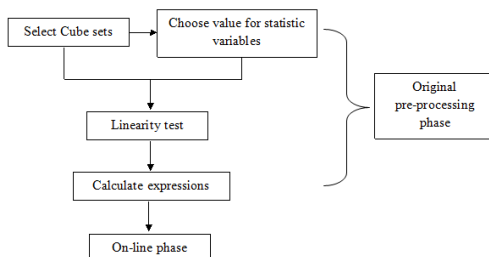 Select Cube sets
Choose value for statistic
variables
Original
pre-processing
phase
Linearity test
Calculate expressions
On-line phase